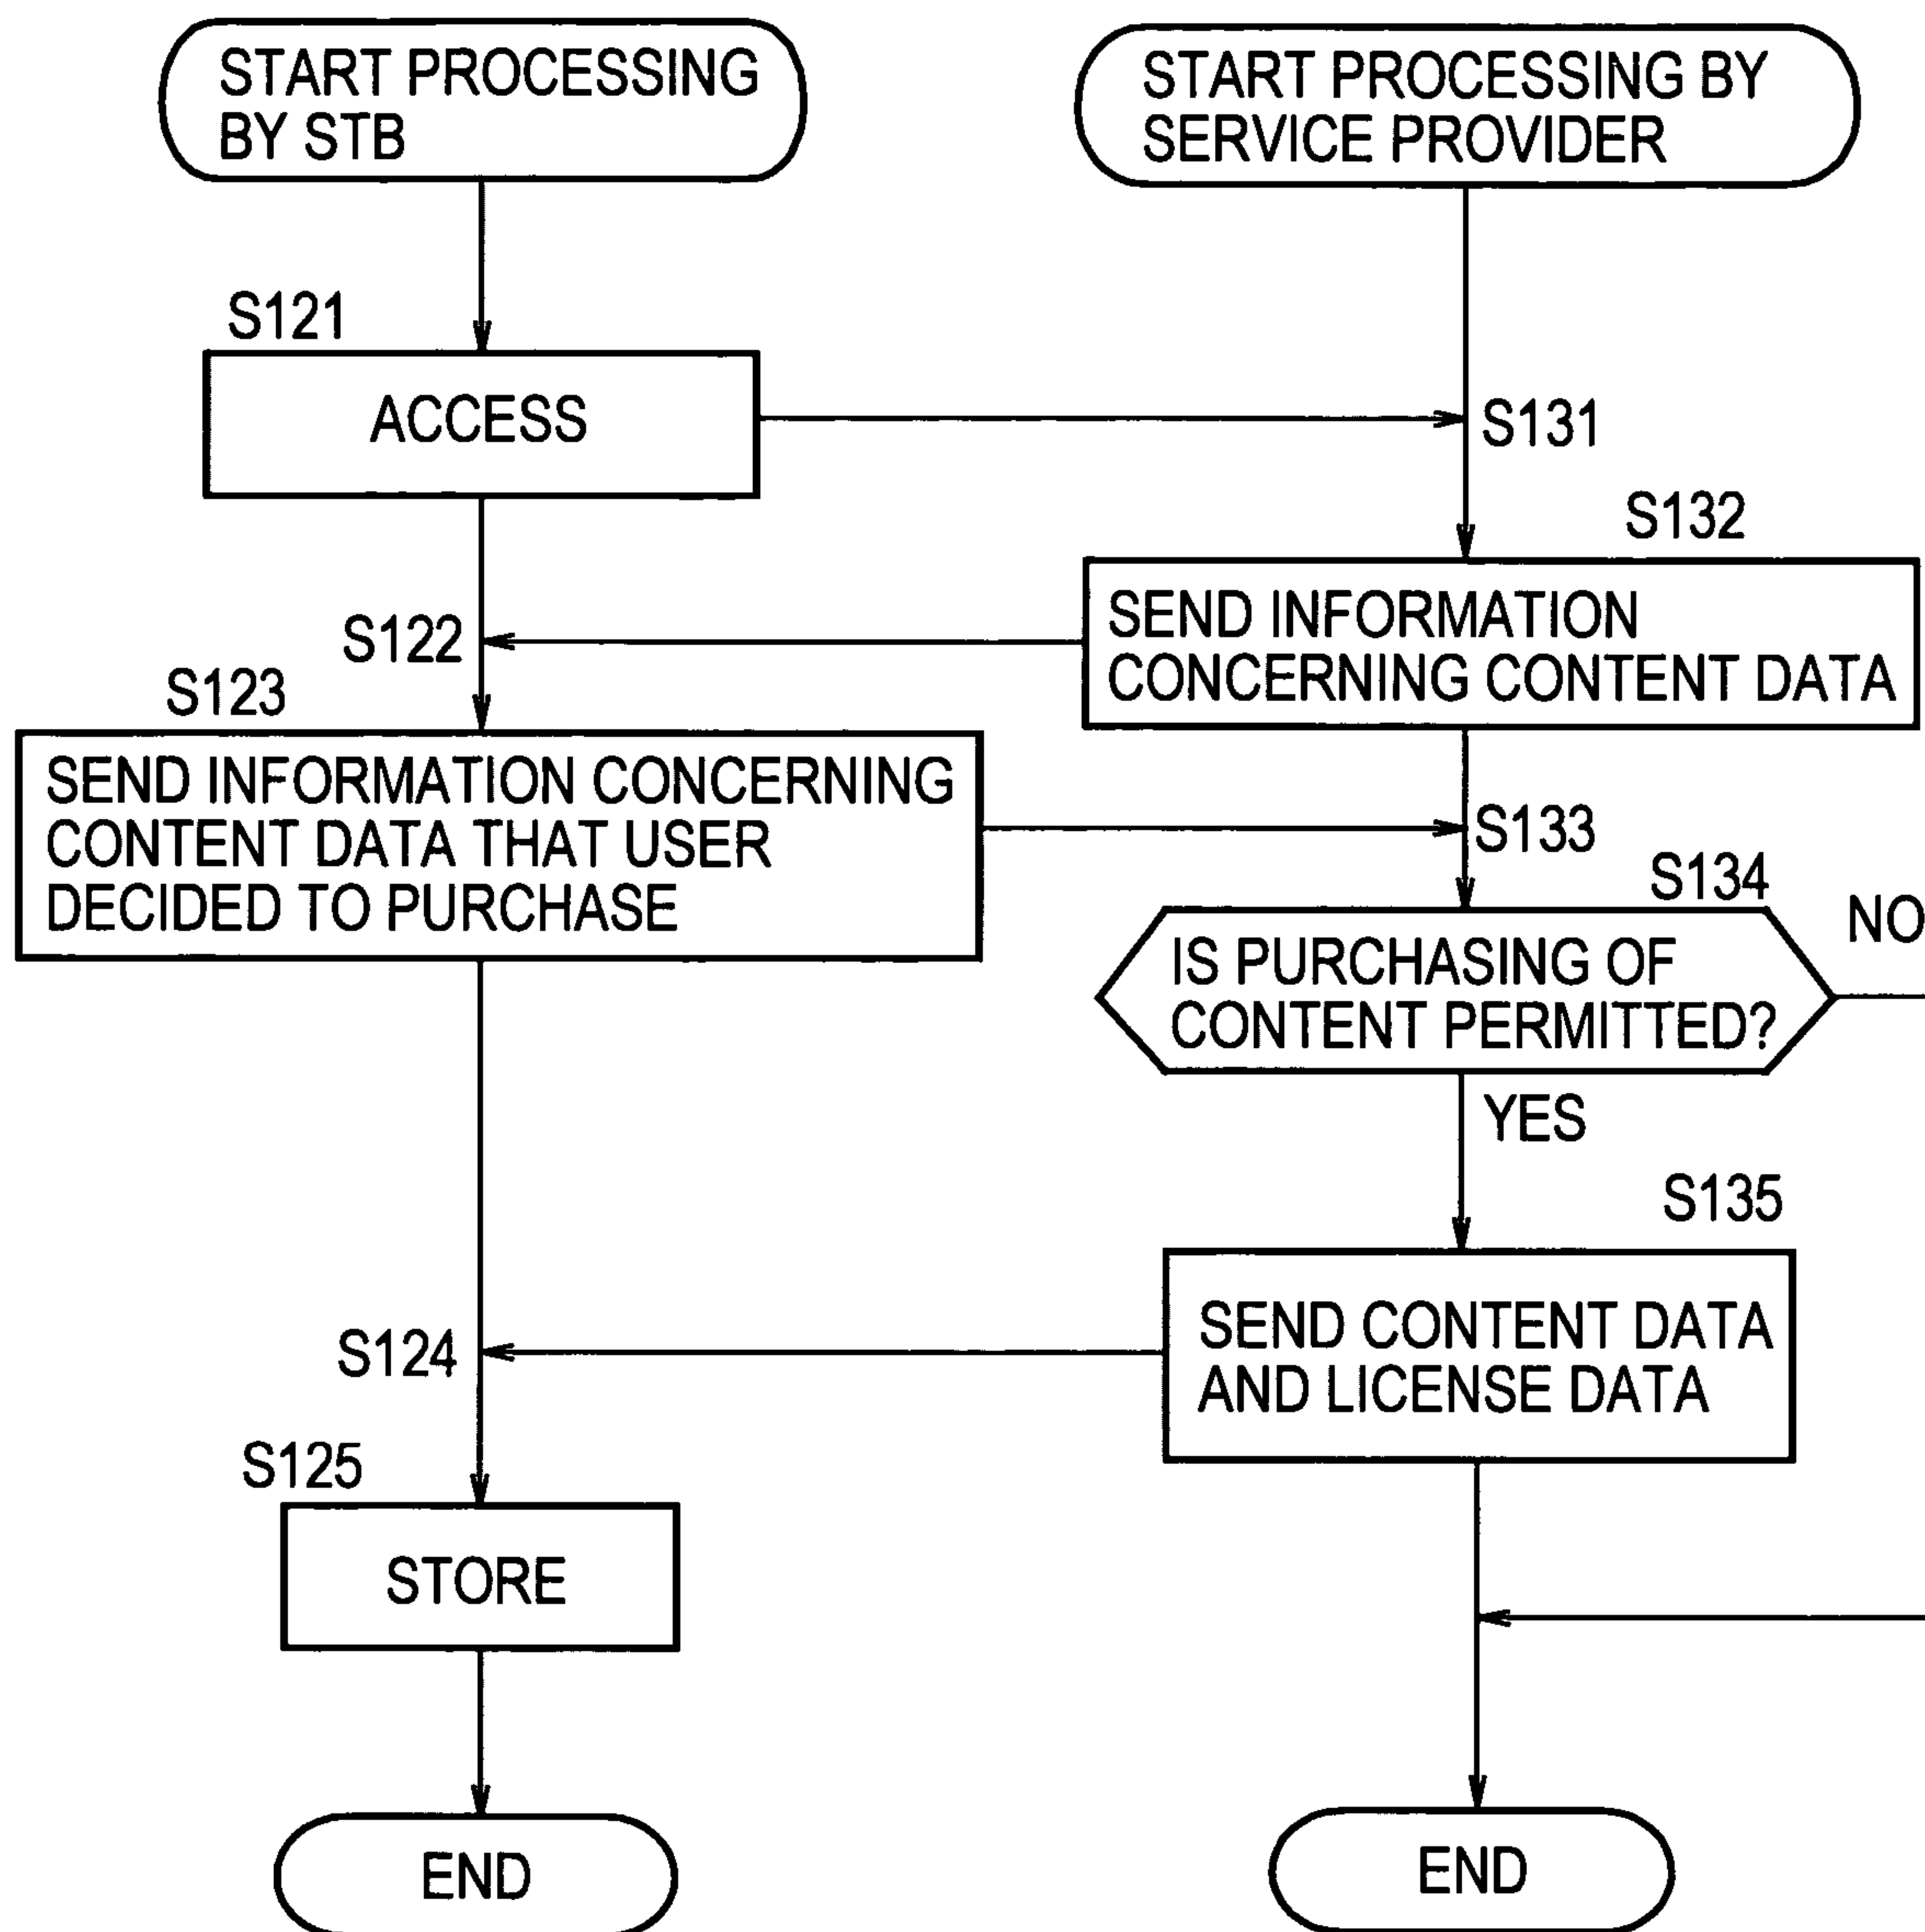 START PROCESSING
BY STB
START PROCESSING BY
SERVICE PROVIDER
S121
ACCESS
S131
S132
SEND INFORMATION
CONCERNING CONTENT DATA
S122
S123
SEND INFORMATION CONCERNING
CONTENT DATA THAT USER
DECIDED TO PURCHASE
S133
S134
NO
IS PURCHASING OF
CONTENT PERMITTED?
YES
S135
SEND CONTENT DATA
AND LICENSE DATA
S124
S125
STORE
END
END